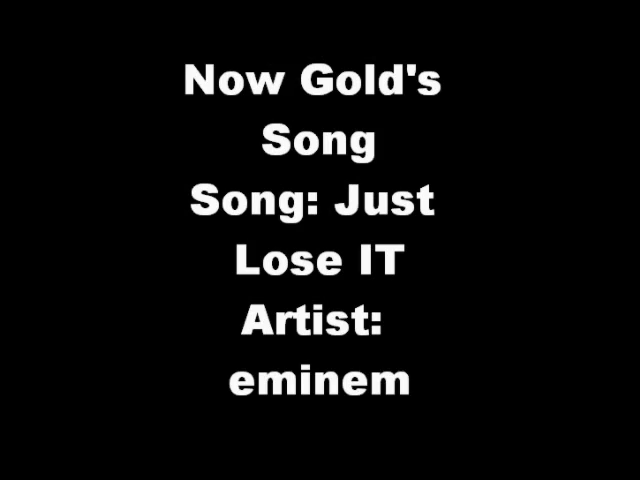 Now Gold's
Song
Song: Just
Lose IT
Artist:
eminem